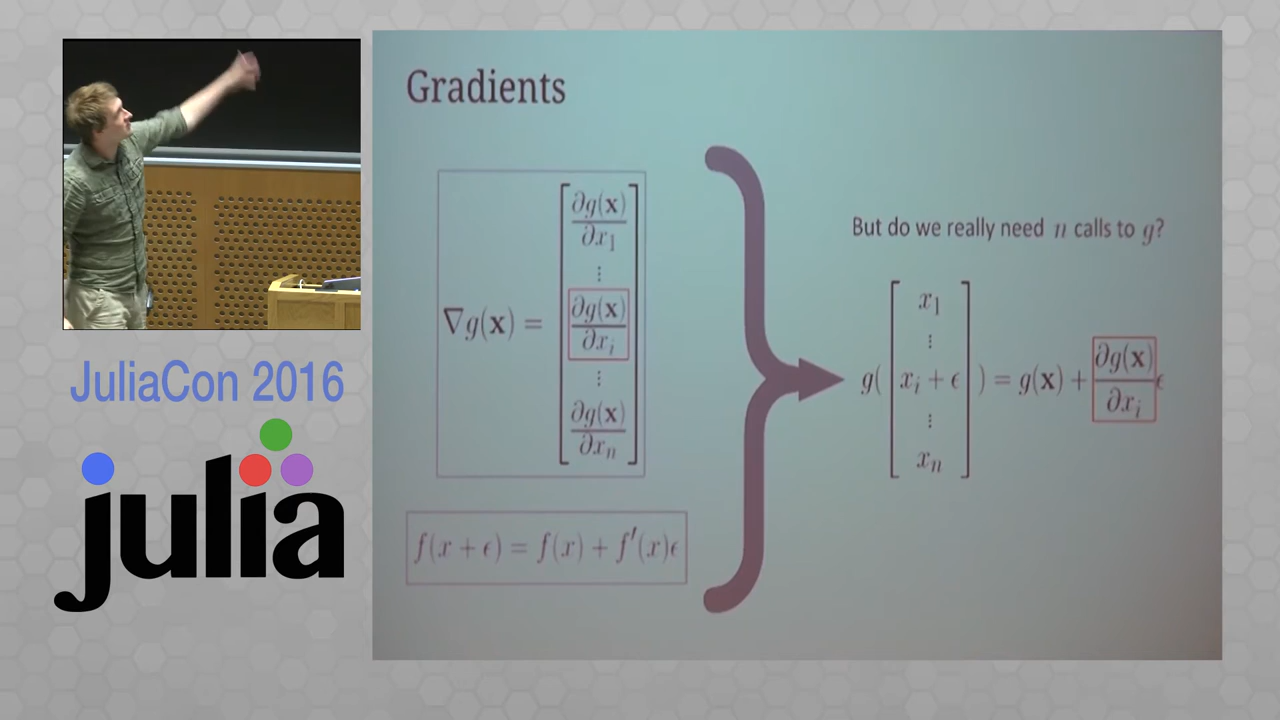 Gradients
∇g(x) = [ ∂g(x)/∂x₁ ⋮ ∂g(x)/∂xᵢ ⋮ ∂g(x)/∂xₙ ]
f(x + ϵ) = f(x) + f′(x)ϵ
But do we really need n calls to g?
g( [ x₁ ⋮ xᵢ + ϵ ⋮ xₙ ] ) = g(x) + ∂g(x)/∂xᵢ ϵ
JuliaCon 2016
julia